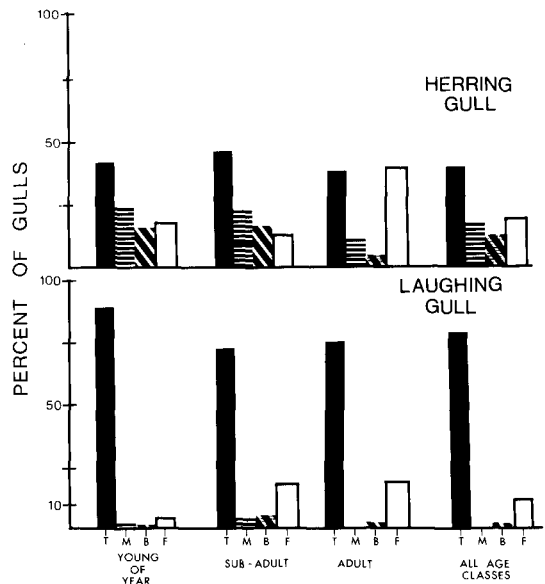 100
HERRING
GULL
50
PERCENT OF GULLS
100
LAUGHING
GULL
50
10
T M B F T M B F T M B F T M B F
YOUNG
OF
YEAR
SUB-ADULT
ADULT
ALL AGE
CLASSES